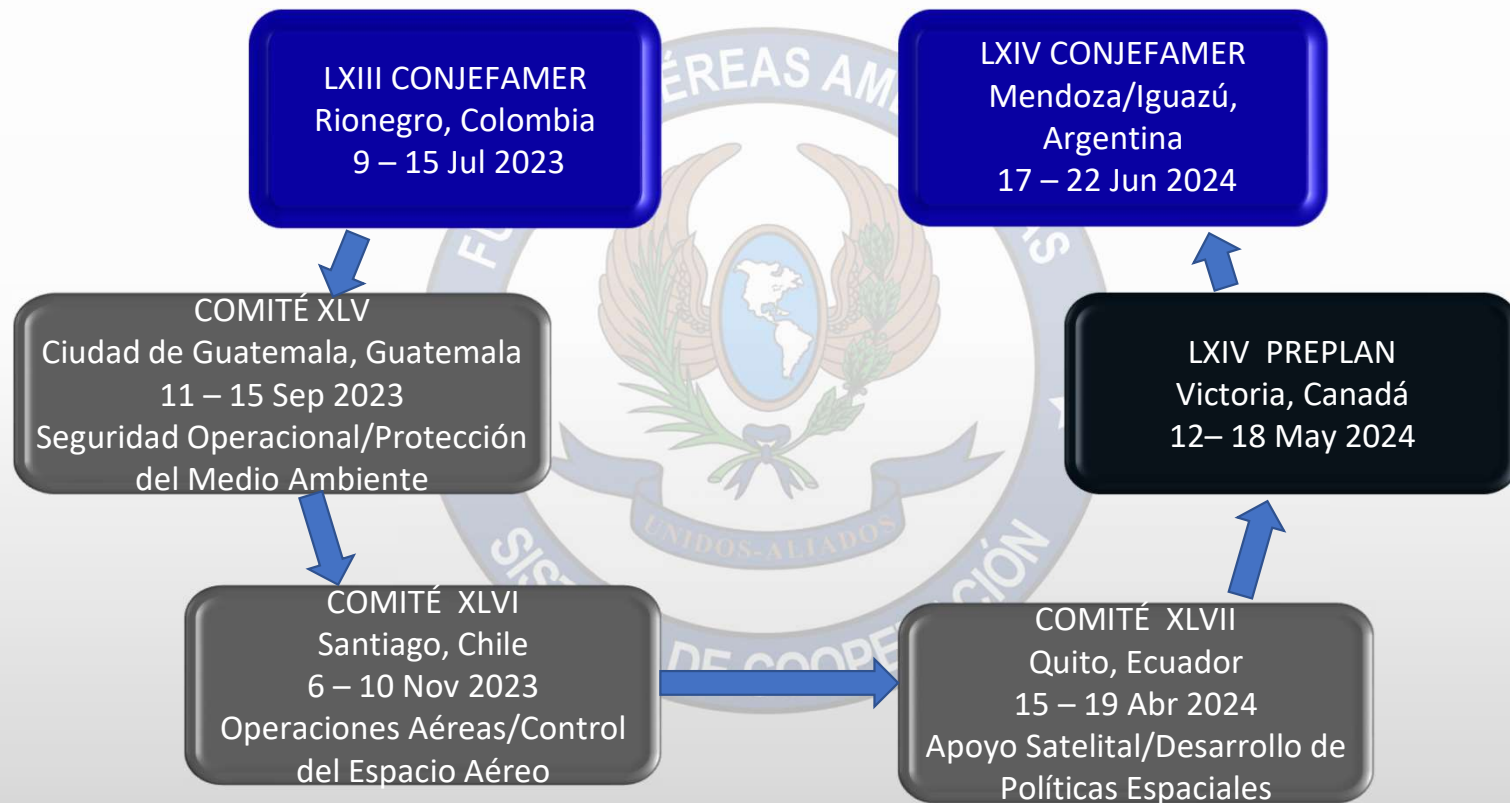 LXIII CONJEFAMER
Rionegro, Colombia
9 – 15 Jul 2023
COMITÉ XLV
Ciudad de Guatemala, Guatemala
11 – 15 Sep 2023
Seguridad Operacional/Protección
del Medio Ambiente
COMITÉ XLVI
Santiago, Chile
6 – 10 Nov 2023
Operaciones Aéreas/Control
del Espacio Aéreo
COMITÉ XLVII
Quito, Ecuador
15 – 19 Abr 2024
Apoyo Satelital/Desarrollo de
Políticas Espaciales
LXIV PREPLAN
Victoria, Canadá
12– 18 May 2024
LXIV CONJEFAMER
Mendoza/Iguazú,
Argentina
17 – 22 Jun 2024
UNIDOS-ALIADOS
DE